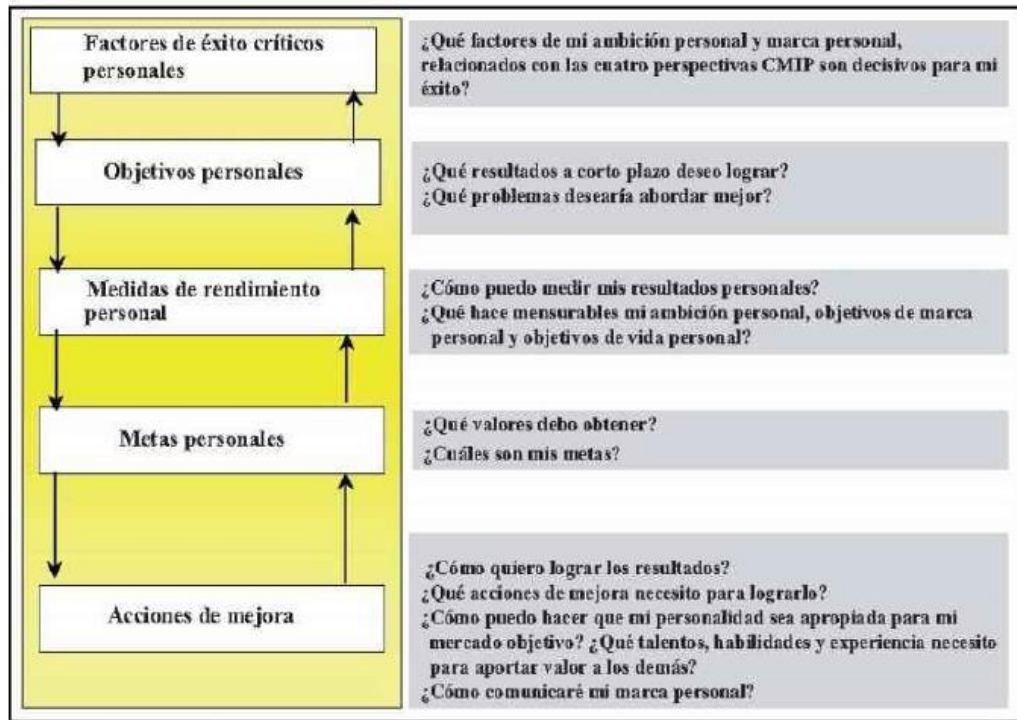 Factores de éxito críticos
personales
¿Qué factores de mi ambición personal y marca personal,
relacionados con las cuatro perspectivas CMIP son decisivos para mi
éxito?
Objetivos personales
¿Qué resultados a corto plazo deseo lograr?
¿Qué problemas desearía abordar mejor?
Medidas de rendimiento
personal
¿Cómo puedo medir mis resultados personales?
¿Qué hace mensurables mi ambición personal, objetivos de marca
personal y objetivos de vida personal?
Metas personales
¿Qué valores debo obtener?
¿Cuáles son mis metas?
Acciones de mejora
¿Cómo quiero lograr los resultados?
¿Qué acciones de mejora necesito para lograrlo?
¿Cómo puedo hacer que mi personalidad sea apropiada para mi
mercado objetivo? ¿Qué talentos, habilidades y experiencia necesito
para aportar valor a los demás?
¿Cómo comunicaré mi marca personal?